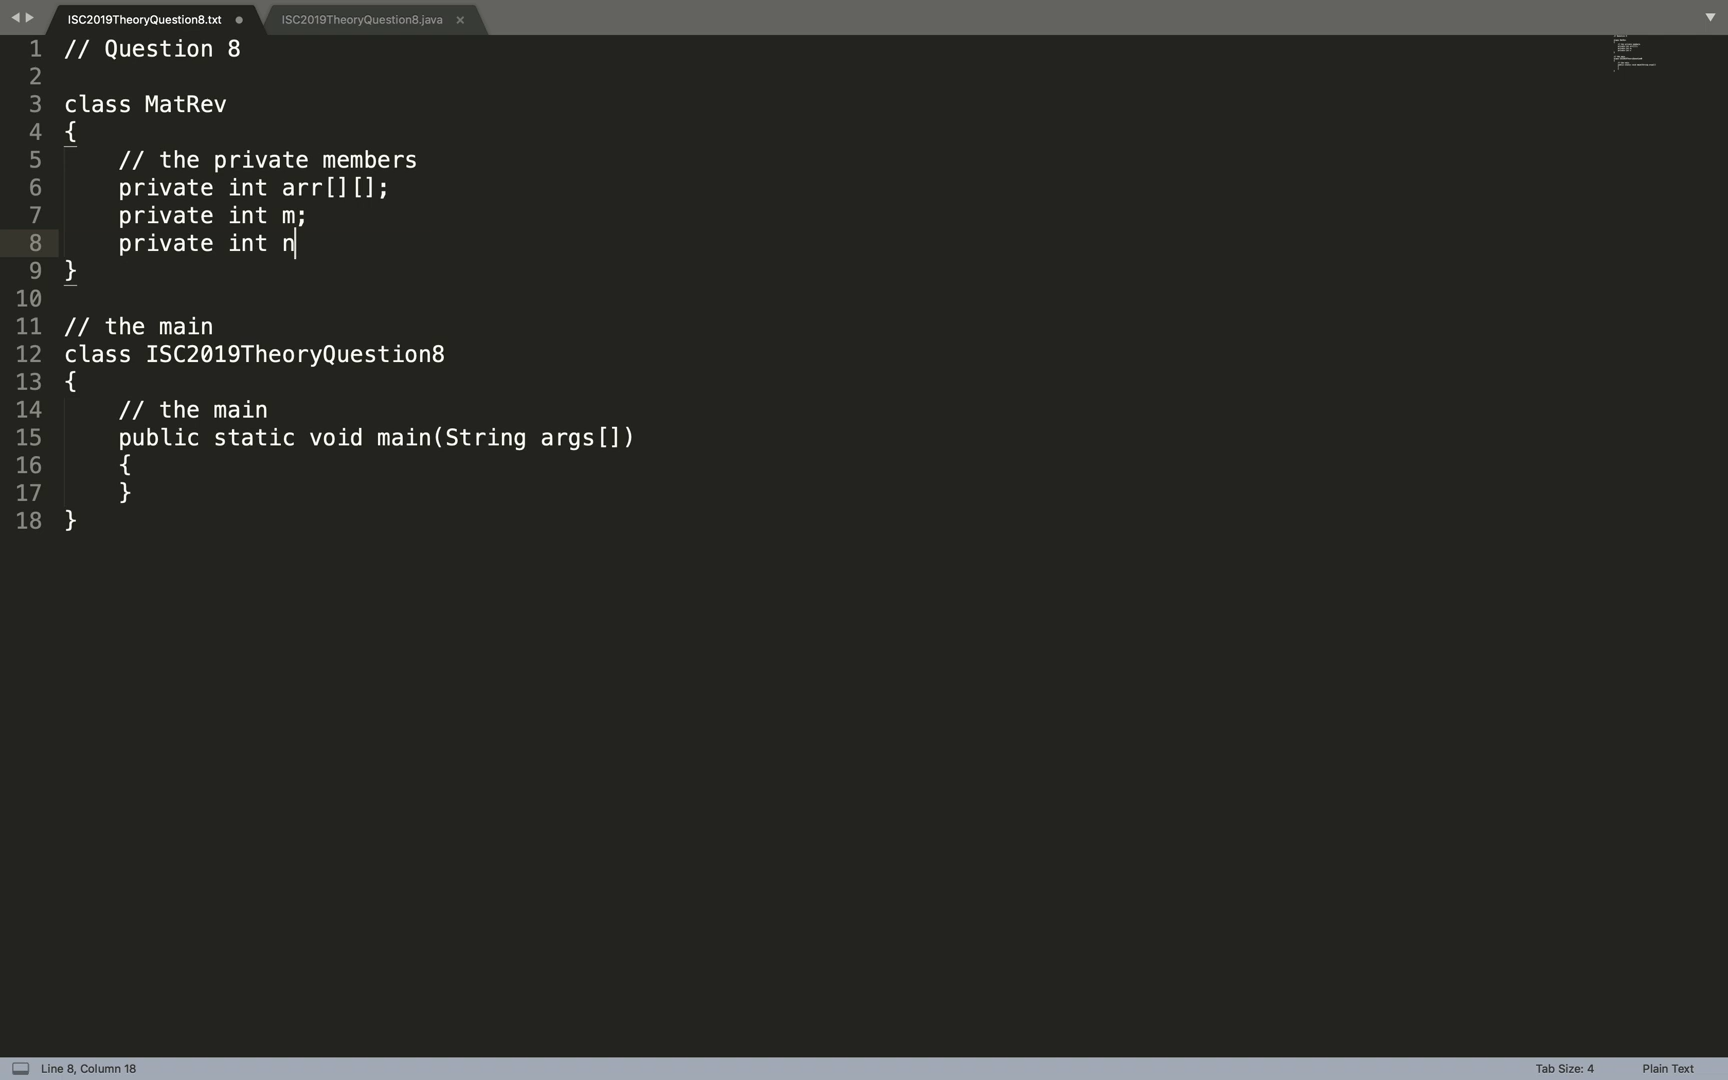 ISC2019TheoryQuestion8.txt ISC2019TheoryQuestion8.java
1 // Question 8
2
3 class MatRev
4 {
5 // the private members
6 private int arr[][];
7 private int m;
8 private int n
9 }
10
11 // the main
12 class ISC2019TheoryQuestion8
13 {
14 // the main
15 public static void main(String args[])
16 {
17 }
18 }
Line 8, Column 18 Tab Size: 4 Plain Text